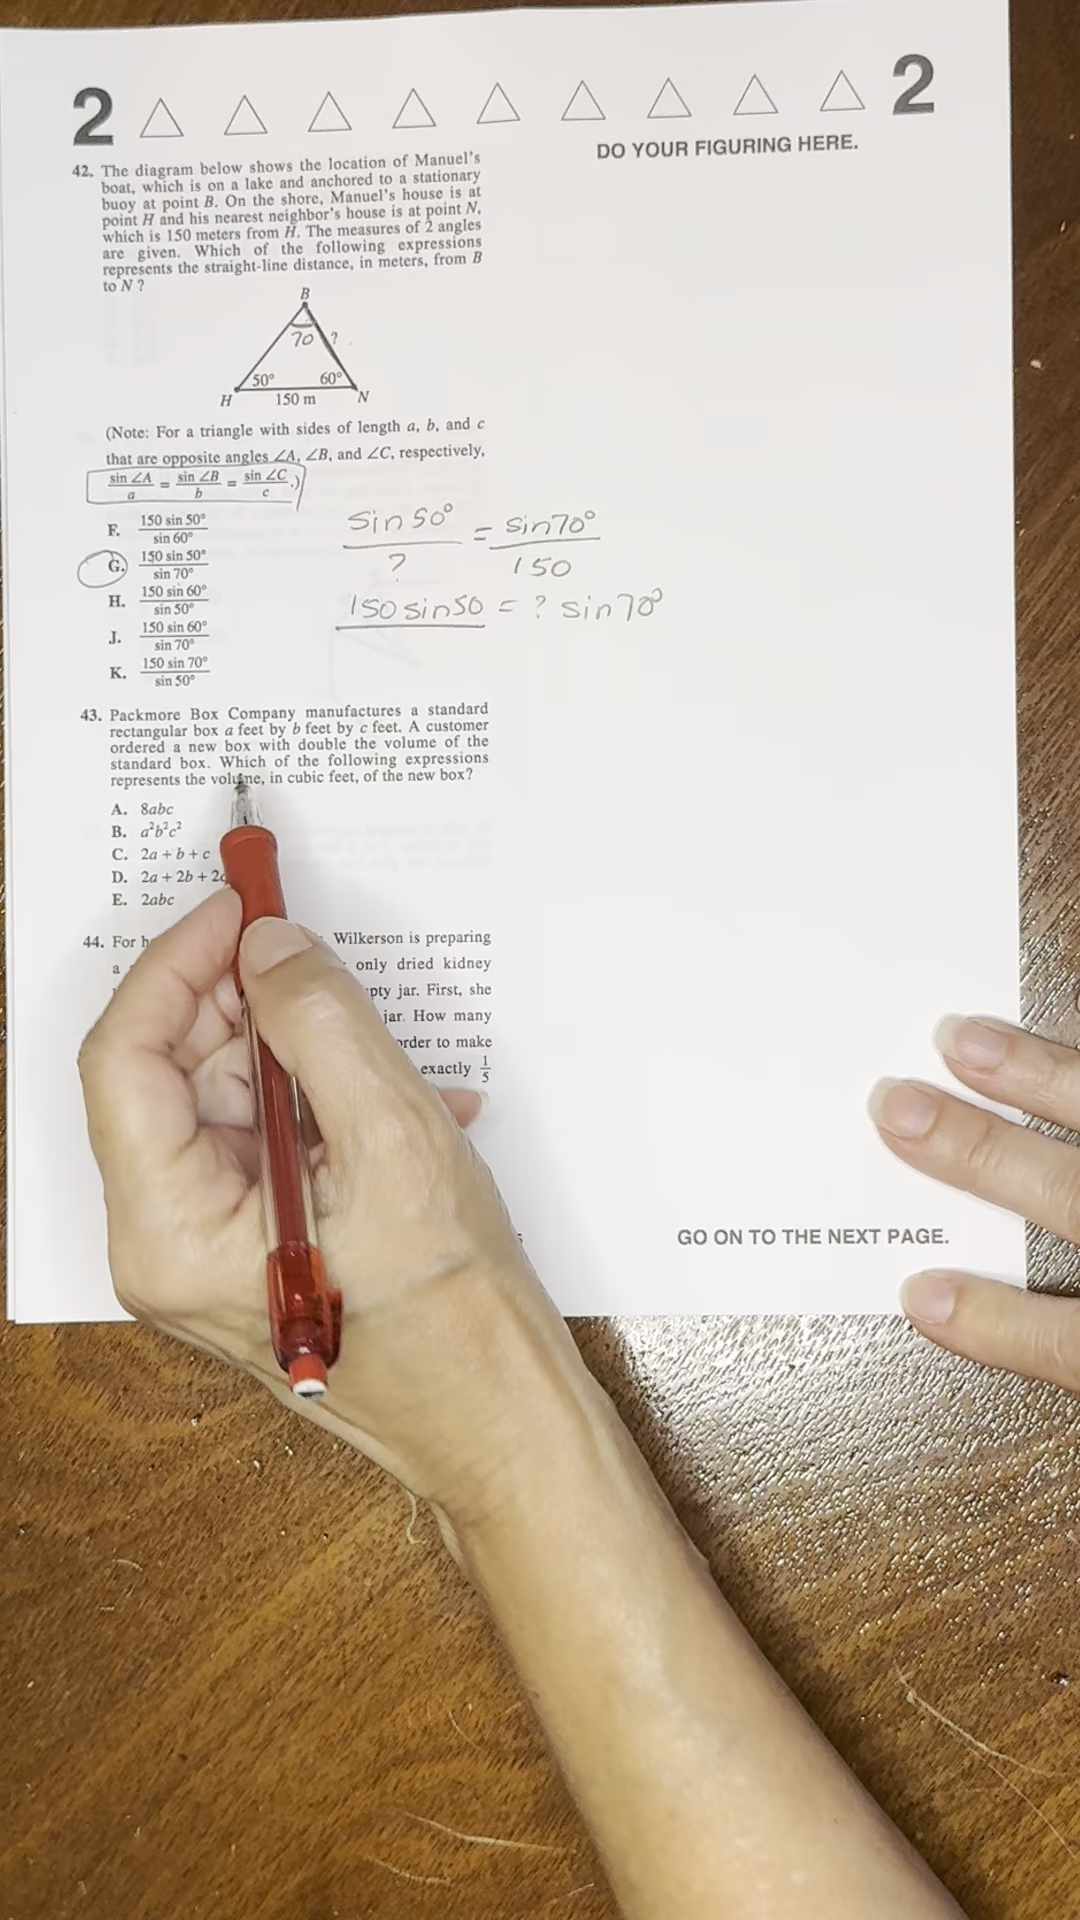 2 2
DO YOUR FIGURING HERE.
42. The diagram below shows the location of Manuel's
boat, which is on a lake and anchored to a stationary
buoy at point B. On the shore, Manuel's house is at
point H and his nearest neighbor's house is at point N,
which is 150 meters from H. The measures of 2 angles
are given. Which of the following expressions
represents the straight-line distance, in meters, from B
to N?
B
70 ?
50° 60°
H 150 m N
(Note: For a triangle with sides of length a, b, and c
that are opposite angles ∠A, ∠B, and ∠C, respectively,
sin ∠A / a = sin ∠B / b = sin ∠C / c .)
F. 150 sin 50° / sin 60°
G. 150 sin 50° / sin 70°
H. 150 sin 60° / sin 50°
J. 150 sin 60° / sin 70°
K. 150 sin 70° / sin 50°
sin 50° / ? = sin 70° / 150
150 sin 50 = ? sin 70°
43. Packmore Box Company manufactures a standard
rectangular box a feet by b feet by c feet. A customer
ordered a new box with double the volume of the
standard box. Which of the following expressions
represents the volume, in cubic feet, of the new box?
A. 8abc
B. a²b²c²
C. 2a + b + c
D. 2a + 2b + 2c
E. 2abc
44. For Wilkerson is preparing
a only dried kidney
jar. First, she
jar. How many
order to make
exactly 1/5
GO ON TO THE NEXT PAGE.